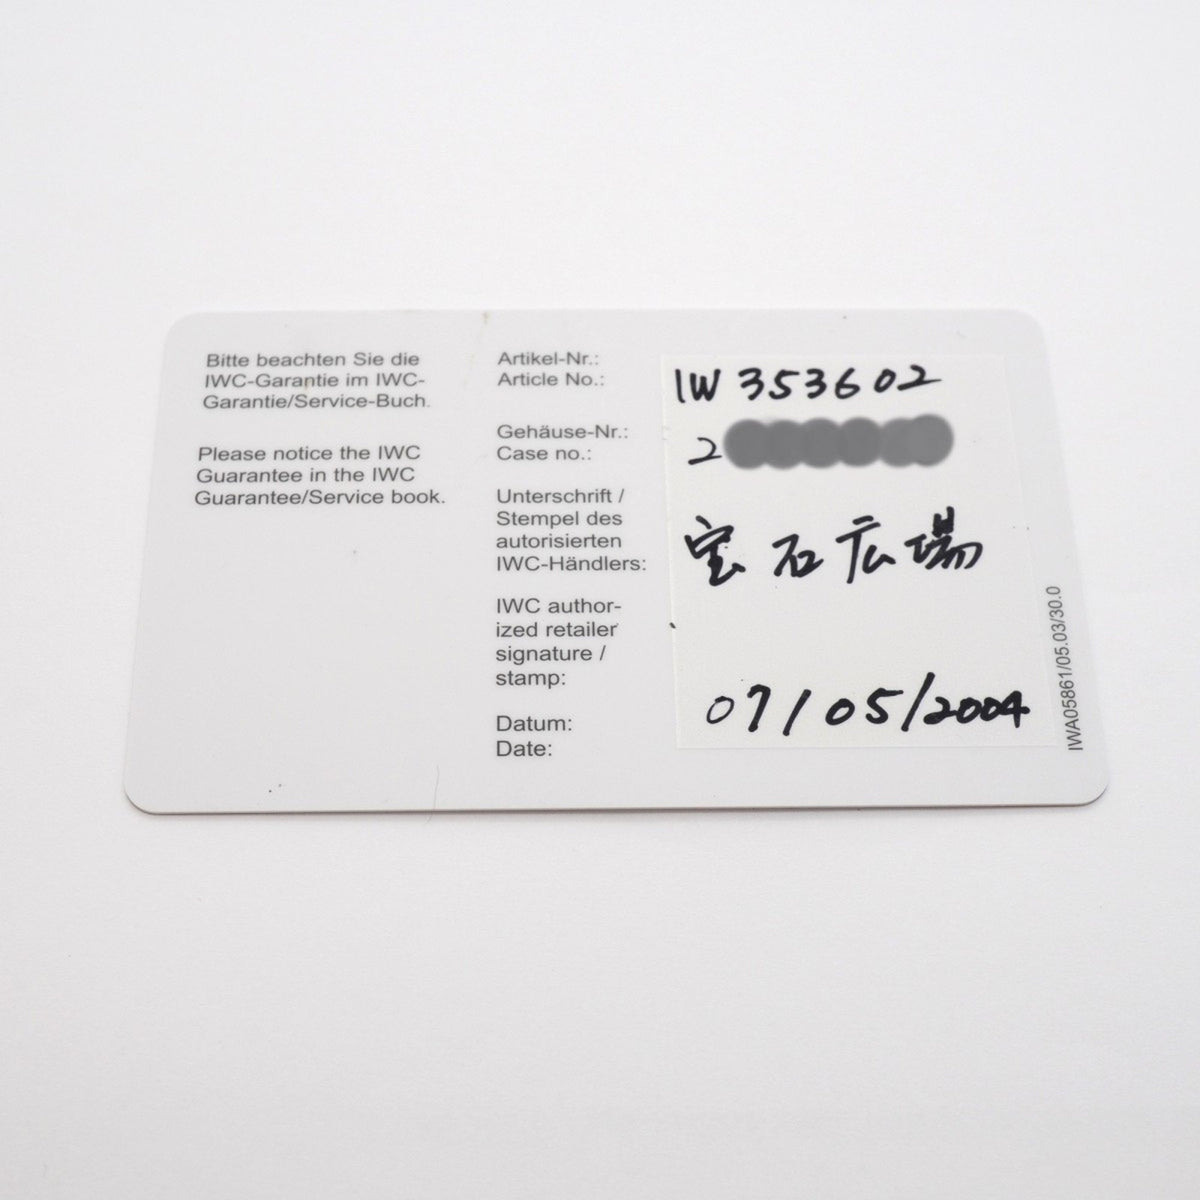 Bitte beachten Sie die
IWC-Garantie im IWC-
Garantie/Service-Buch.
Please notice the IWC
Guarantee in the IWC
Guarantee/Service book.
Artikel-Nr.:
Article No.: IW 353602
Gehäuse-Nr.:
Case no.: 2
Unterschrift /
Stempel des
autorisierten
IWC-Händlers: 宝石広場
IWC author-
ized retailer
signature /
stamp:
Datum:
Date: 07/05/2004
IWA05861/05.03/30.0